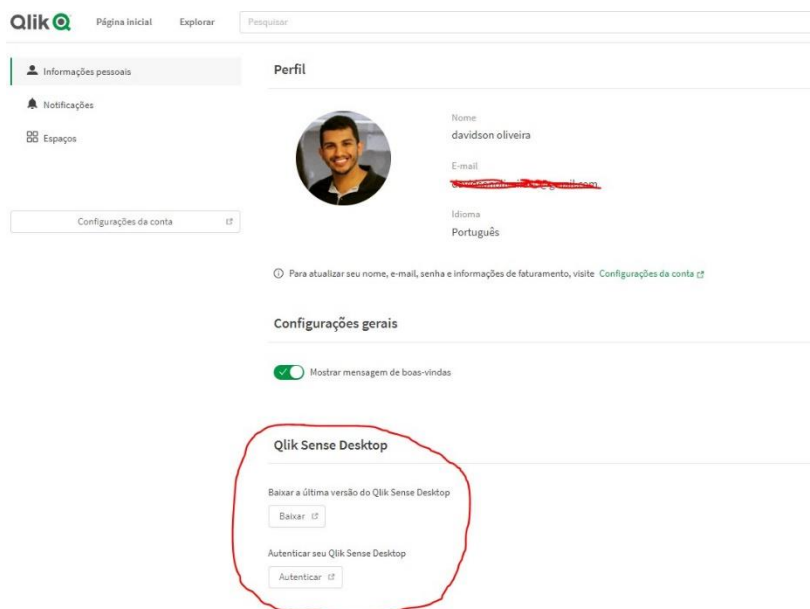 Qlik Página inicial Explorar Pesquisar
Informações pessoais
Notificações
Espaços
Configurações da conta
Perfil
Nome
davidson oliveira
E-mail
Idioma
Português
Para atualizar seu nome, e-mail, senha e informações de faturamento, visite Configurações da conta
Configurações gerais
Mostrar mensagem de boas-vindas
Qlik Sense Desktop
Baixar a última versão do Qlik Sense Desktop
Baixar
Autenticar seu Qlik Sense Desktop
Autenticar